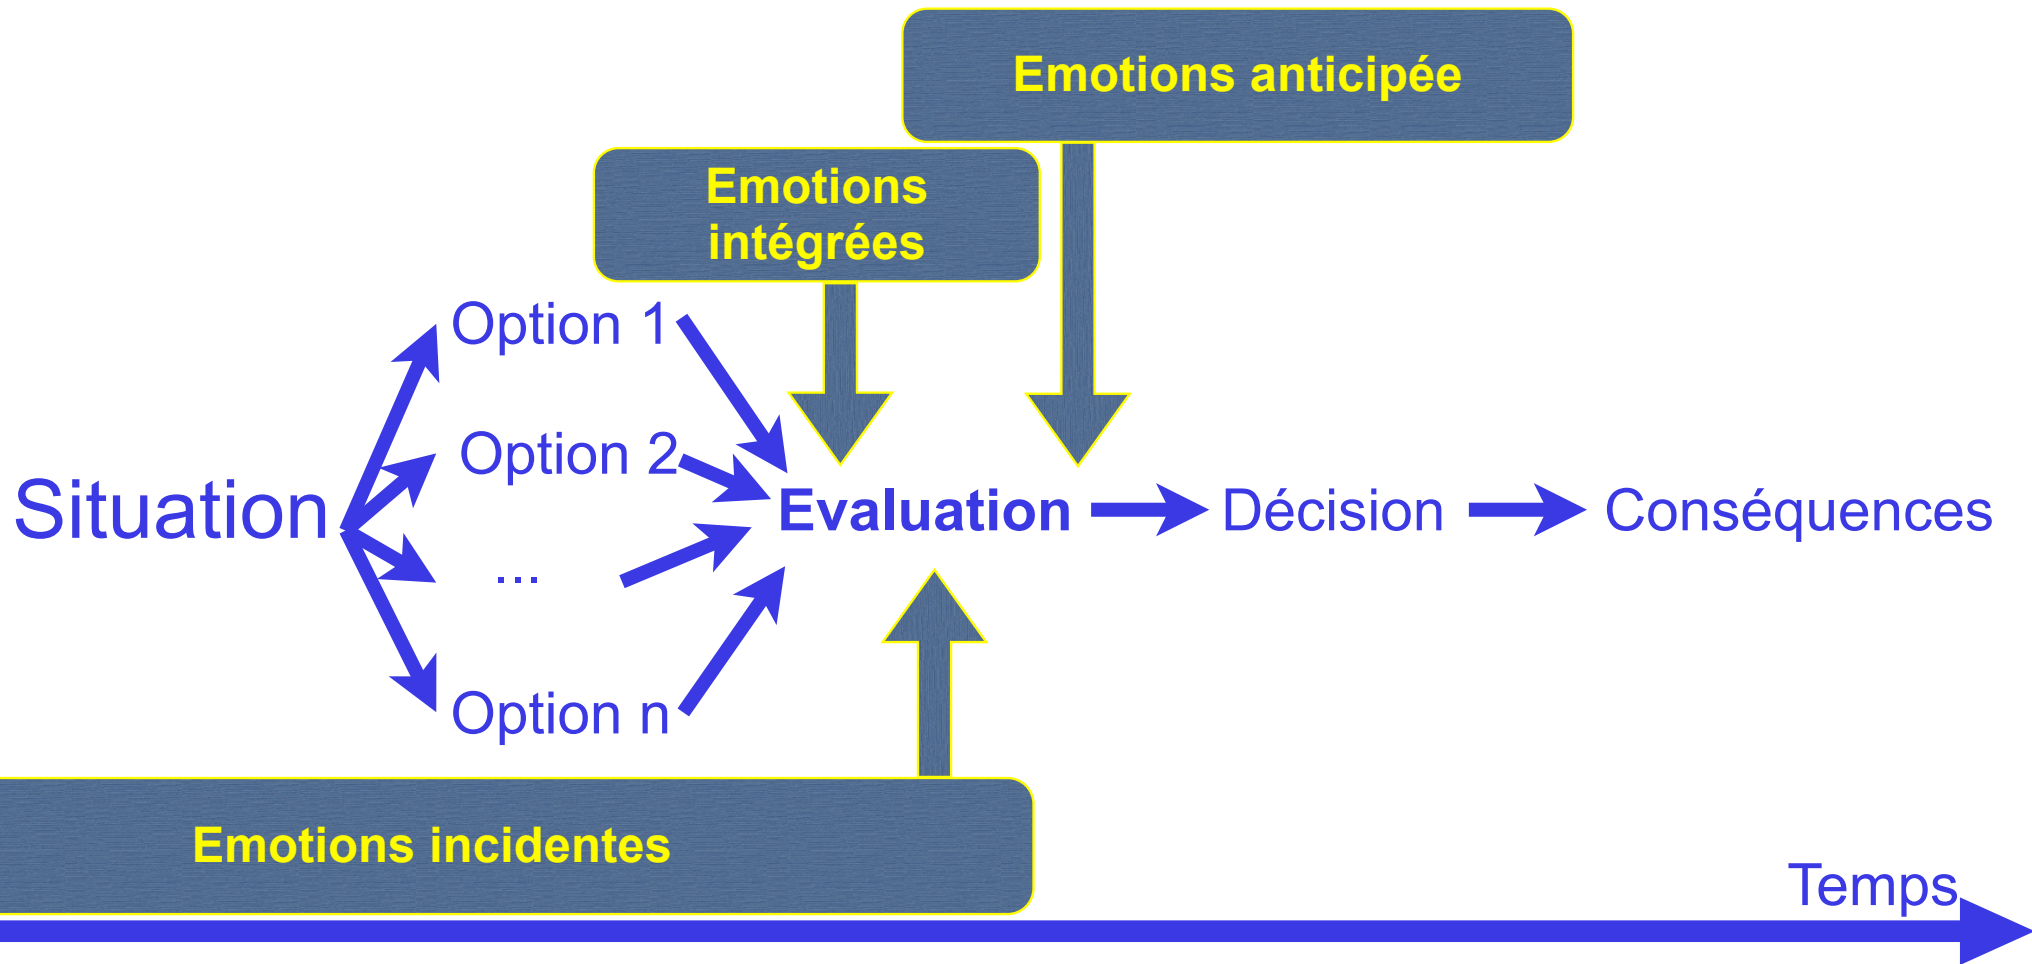 Emotions anticipée
Emotions
intégrées
Option 1
Option 2
Situation
...
Option n
Evaluation
Décision
Conséquences
Emotions incidentes
Temps